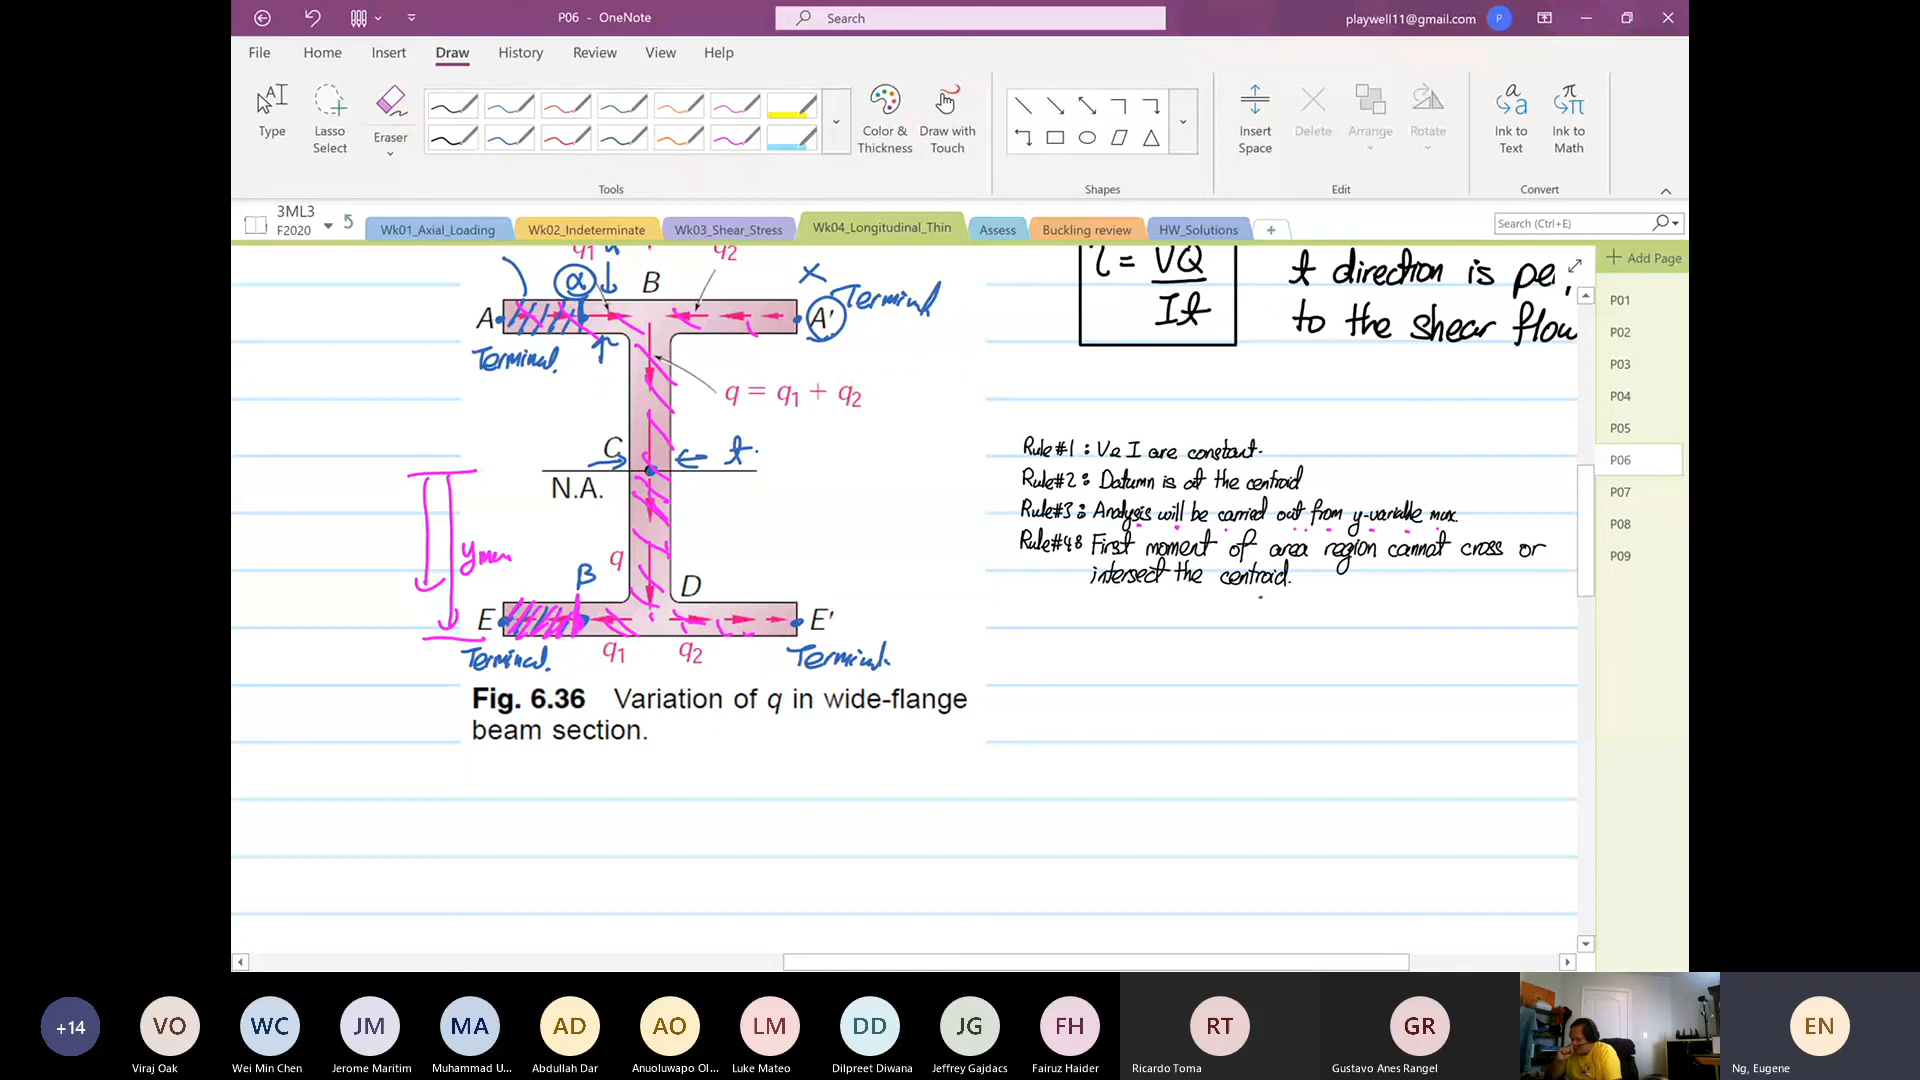 P06 - OneNote
Search
playwell11@gmail.com
P
File Home Insert Draw History Review View Help
Type
Lasso Select
Eraser
Color & Thickness
Draw with Touch
Insert Space
Delete
Arrange
Rotate
Ink to Text
Ink to Math
Tools
Shapes
Edit
Convert
3ML3
F2020
Wk01_Axial_Loading
Wk02_Indeterminate
Wk03_Shear_Stress
Wk04_Longitudinal_Thin
Assess
Buckling review
HW_Solutions
Search (Ctrl+E)
Add Page
P01
P02
P03
P04
P05
P06
P07
P08
P09
q1
q2
α
B
X
A
A'
Terminal
Terminal.
q = q1 + q2
C
t.
N.A.
q
β
D
E
E'
Terminal.
q1
q2
Terminal.
Fig. 6.36 Variation of q in wide-flange
beam section.
τ = VQ
It
t direction is pe
to the shear flow
Rule#1: V & I are constant.
Rule#2: Datumn is at the centroid
Rule#3: Analysis will be carried out from y-variable max.
Rule#4: First moment of area region cannot cross or
intersect the centroid.
+14
VO
WC
JM
MA
AD
AO
LM
DD
JG
FH
RT
GR
EN
Viraj Oak
Wei Min Chen
Jerome Maritim
Muhammad U...
Abdullah Dar
Anuoluwapo Ol...
Luke Mateo
Dilpreet Diwana
Jeffrey Gajdacs
Fairuz Haider
Ricardo Toma
Gustavo Anes Rangel
Ng, Eugene